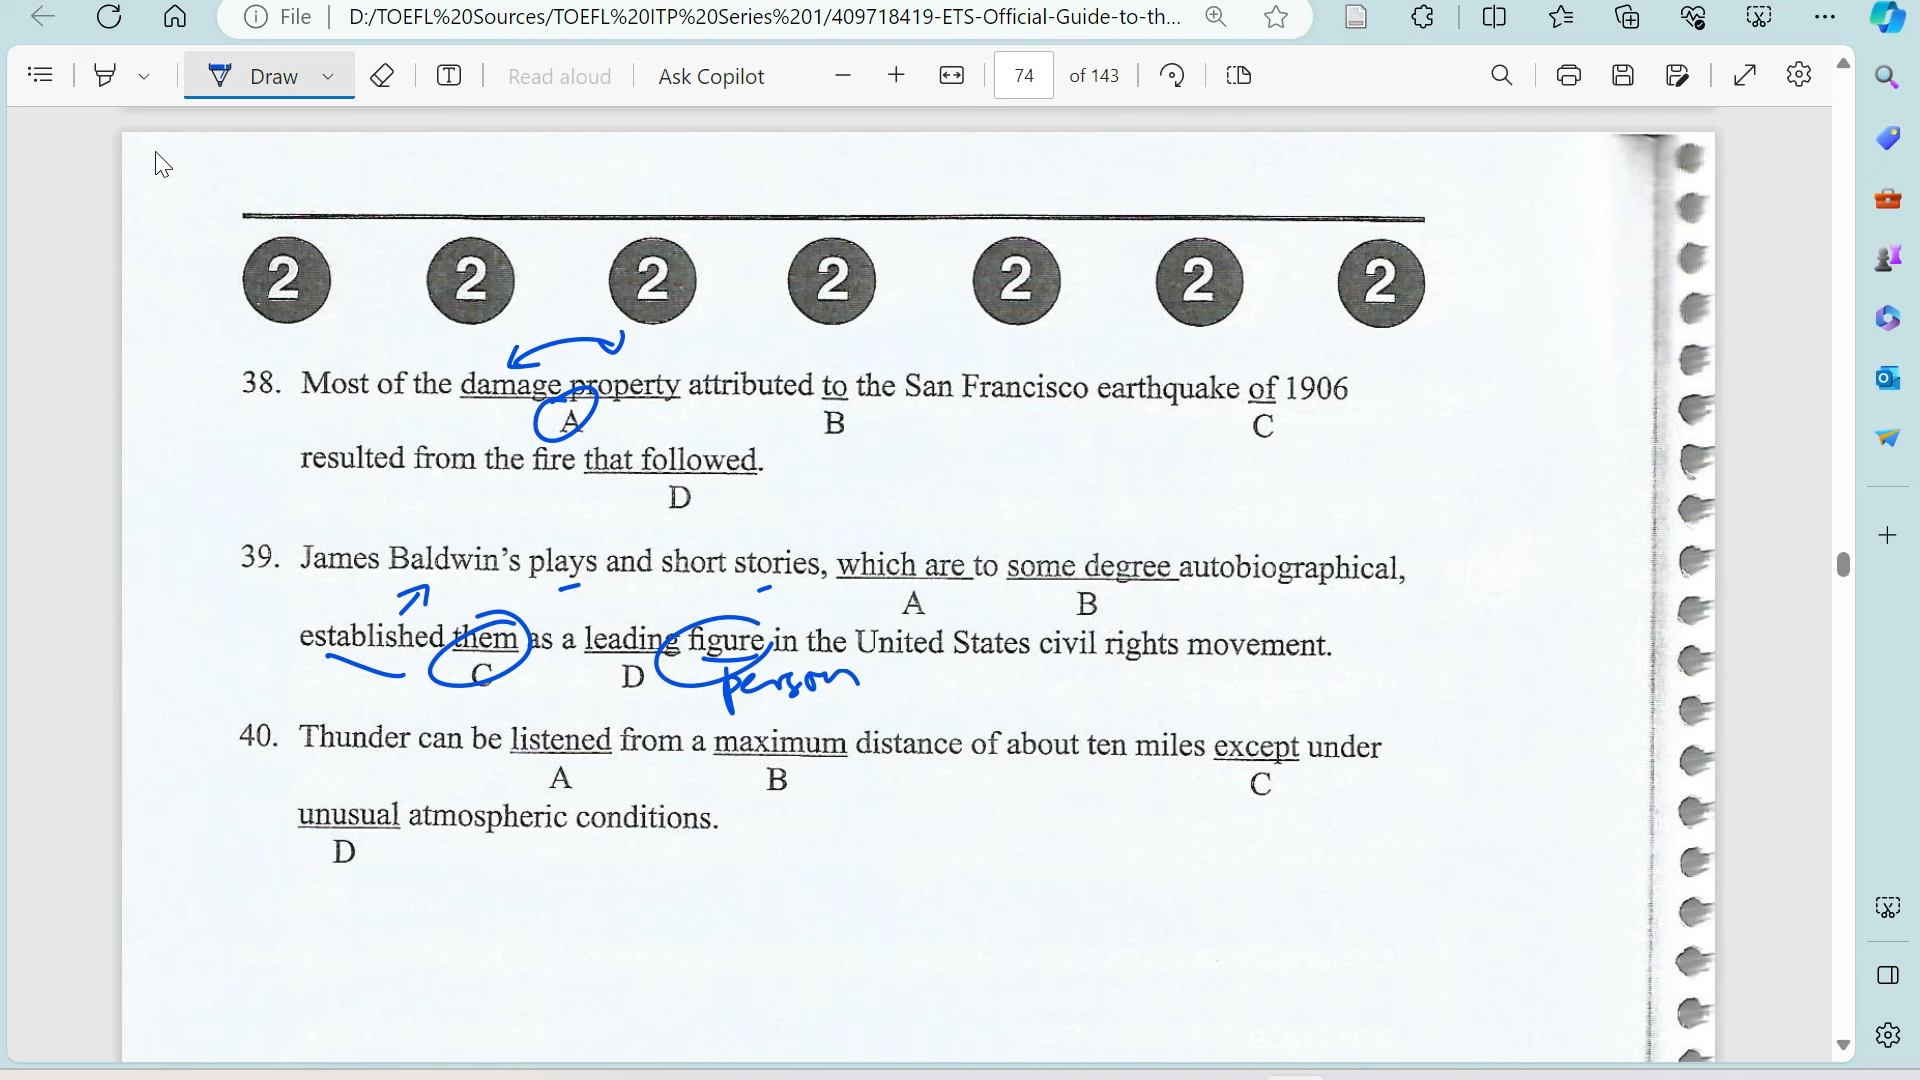 File
D:/TOEFL%20Sources/TOEFL%20ITP%20Series%201/409718419-ETS-Official-Guide-to-th...
Draw
Read aloud
Ask Copilot
74
of 143
2 2 2 2 2 2 2
38. Most of the damage property attributed to the San Francisco earthquake of 1906
A B C
resulted from the fire that followed.
D
39. James Baldwin's plays and short stories, which are to some degree autobiographical,
A B
established them as a leading figure in the United States civil rights movement.
C D
person
40. Thunder can be listened from a maximum distance of about ten miles except under
A B C
unusual atmospheric conditions.
D